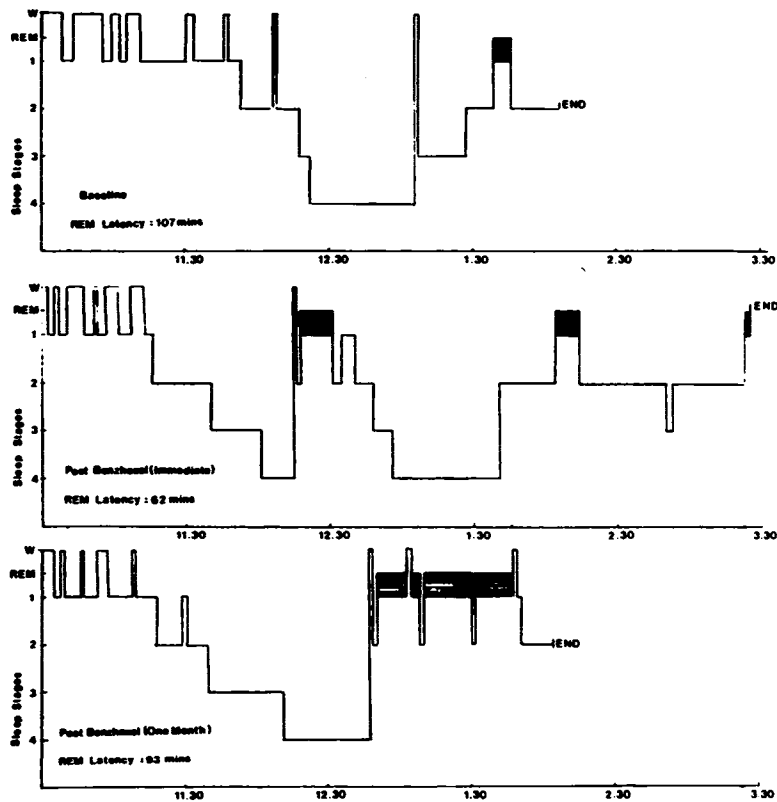 W
REM
1
2
3
4
Sleep Stages
Baseline
REM Latency : 107 mins
END
11.30
12.30
1.30
2.30
3.30
W
REM
1
2
3
4
Sleep Stages
Post Benzhexol (Immediate)
REM Latency : 62 mins
END
11.30
12.30
1.30
2.30
3.30
W
REM
1
2
3
4
Sleep Stages
Post Benzhexol (One Month)
REM Latency : 93 mins
END
11.30
12.30
1.30
2.30
3.30